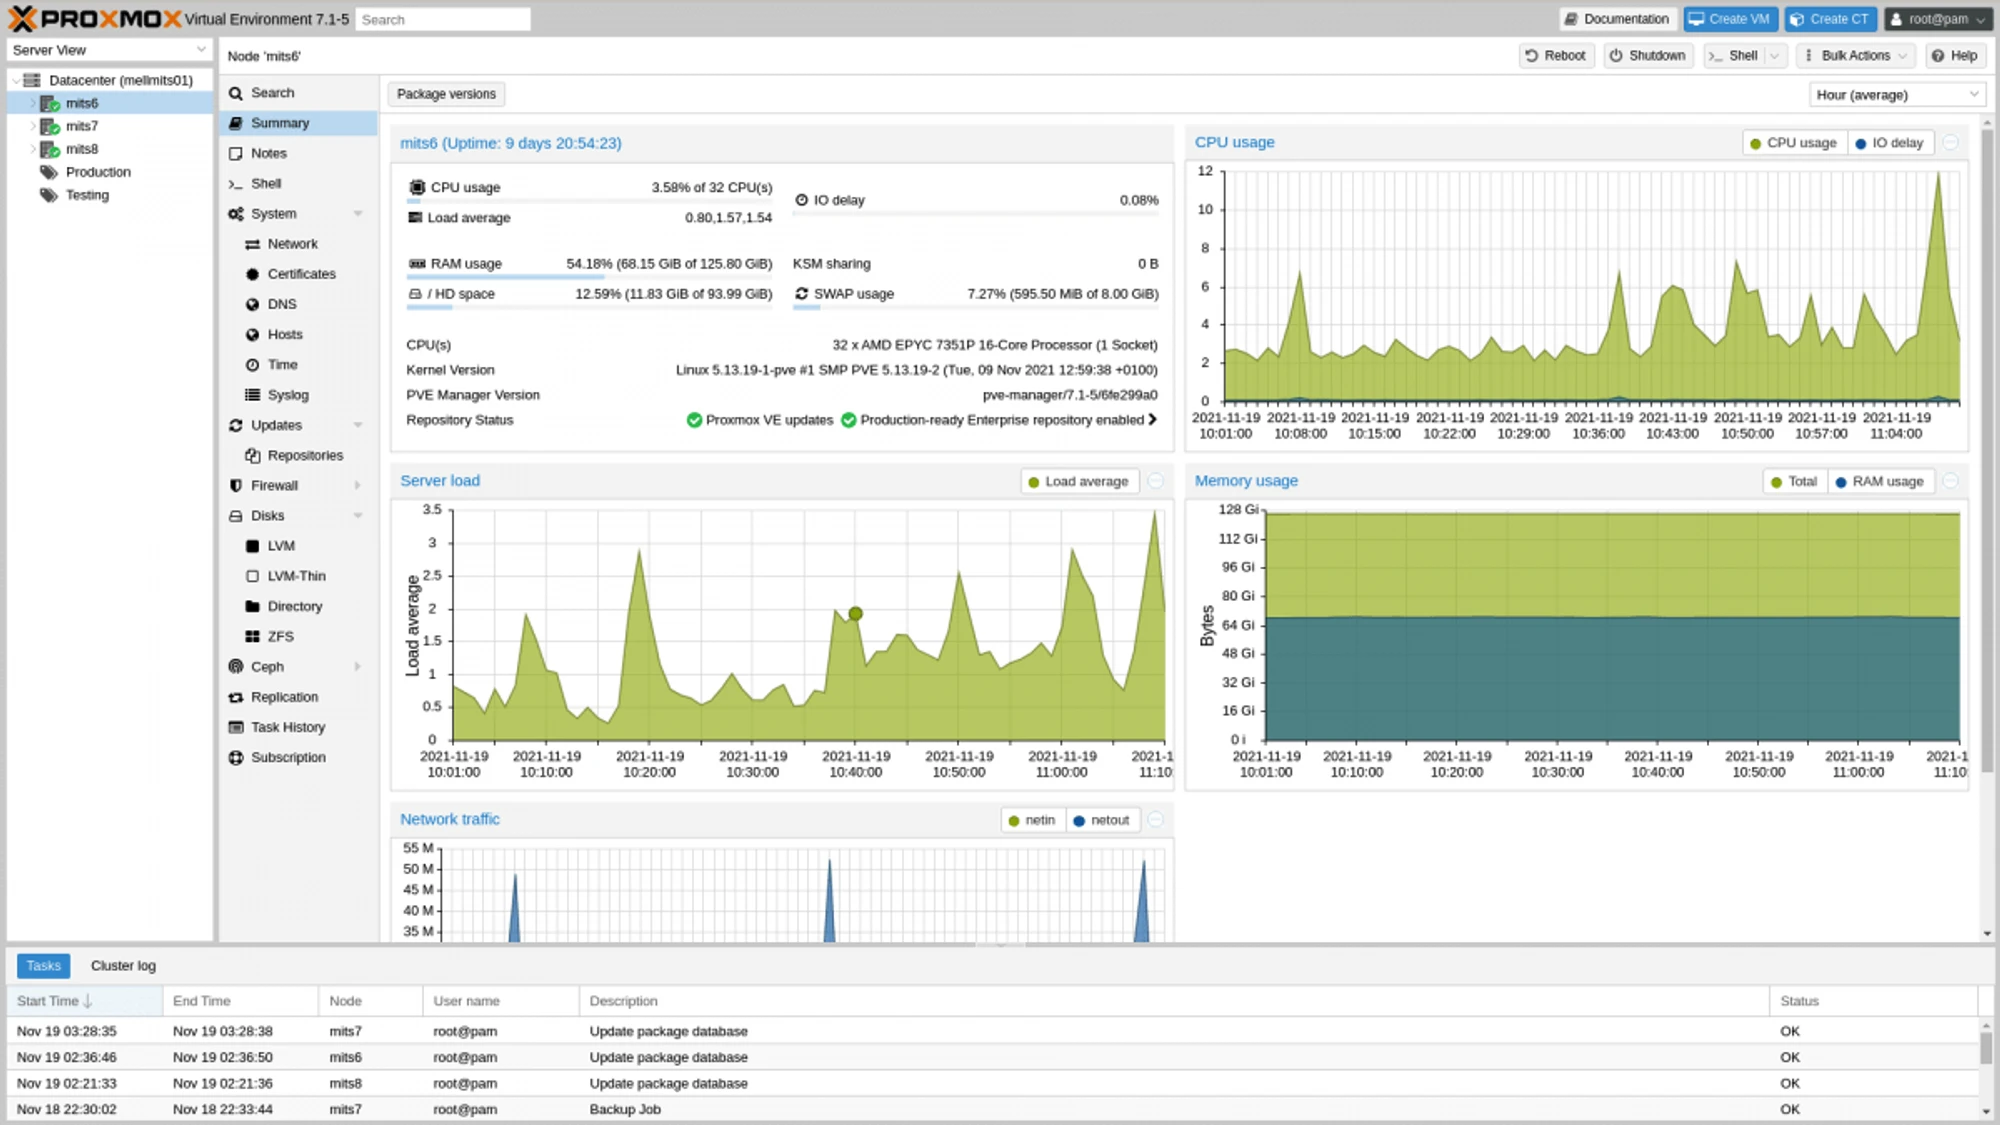 PROXMOX Virtual Environment 7.1-5 Search Documentation Create VM Create CT root@pam
Server View
Datacenter (mellmits01)
mits6
mits7
mits8
Production
Testing
Node 'mits6' Reboot Shutdown >_ Shell Bulk Actions Help
Search
Summary
Notes
>_ Shell
System
Network
Certificates
DNS
Hosts
Time
Syslog
Updates
Repositories
Firewall
Disks
LVM
LVM-Thin
Directory
ZFS
Ceph
Replication
Task History
Subscription
Package versions Hour (average)
mits6 (Uptime: 9 days 20:54:23)
CPU usage 3.58% of 32 CPU(s)
IO delay 0.08%
Load average 0.80,1.57,1.54
RAM usage 54.18% (68.15 GiB of 125.80 GiB) KSM sharing 0 B
/ HD space 12.59% (11.83 GiB of 93.99 GiB) SWAP usage 7.27% (595.50 MiB of 8.00 GiB)
CPU(s) 32 x AMD EPYC 7351P 16-Core Processor (1 Socket)
Kernel Version Linux 5.13.19-1-pve #1 SMP PVE 5.13.19-2 (Tue, 09 Nov 2021 12:59:38 +0100)
PVE Manager Version pve-manager/7.1-5/6fe299a0
Repository Status Proxmox VE updates Production-ready Enterprise repository enabled
CPU usage CPU usage IO delay
12
10
8
6
4
2
0
2021-11-19 2021-11-19 2021-11-19 2021-11-19 2021-11-19 2021-11-19 2021-11-19 2021-11-19 2021-11-19 2021-11-19
10:01:00 10:08:00 10:15:00 10:22:00 10:29:00 10:36:00 10:43:00 10:50:00 10:57:00 11:04:00
Server load Load average
Load average
3.5
3
2.5
2
1.5
1
0.5
0
2021-11-19 2021-11-19 2021-11-19 2021-11-19 2021-11-19 2021-11-19 2021-11-19 2021-1
10:01:00 10:10:00 10:20:00 10:30:00 10:40:00 10:50:00 11:00:00 11:10:
Memory usage Total RAM usage
Bytes
128 Gi
112 Gi
96 Gi
80 Gi
64 Gi
48 Gi
32 Gi
16 Gi
0 i
2021-11-19 2021-11-19 2021-11-19 2021-11-19 2021-11-19 2021-11-19 2021-11-19 2021-1
10:01:00 10:10:00 10:20:00 10:30:00 10:40:00 10:50:00 11:00:00 11:10:
Network traffic netin netout
55 M
50 M
45 M
40 M
35 M
Tasks Cluster log
Start Time End Time Node User name Description Status
Nov 19 03:28:35 Nov 19 03:28:38 mits7 root@pam Update package database OK
Nov 19 02:36:46 Nov 19 02:36:50 mits6 root@pam Update package database OK
Nov 19 02:21:33 Nov 19 02:21:36 mits8 root@pam Update package database OK
Nov 18 22:30:02 Nov 18 22:33:44 mits7 root@pam Backup Job OK